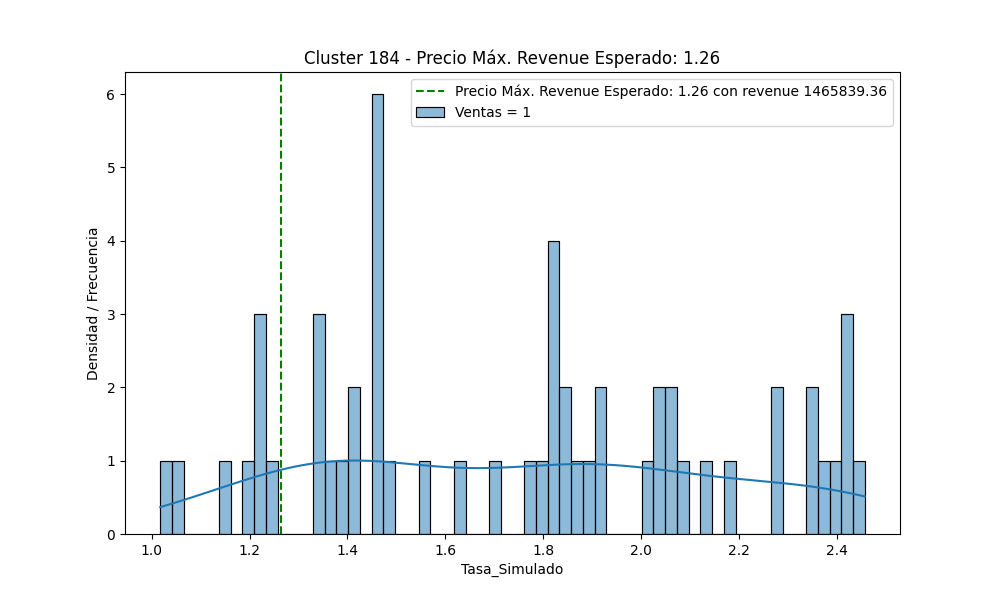 Cluster 184 - Precio Máx. Revenue Esperado: 1.26
Precio Máx. Revenue Esperado: 1.26 con revenue 1465839.36
Ventas = 1
Densidad / Frecuencia
6
5
4
3
2
1
0
1.0 1.2 1.4 1.6 1.8 2.0 2.2 2.4
Tasa_Simulado